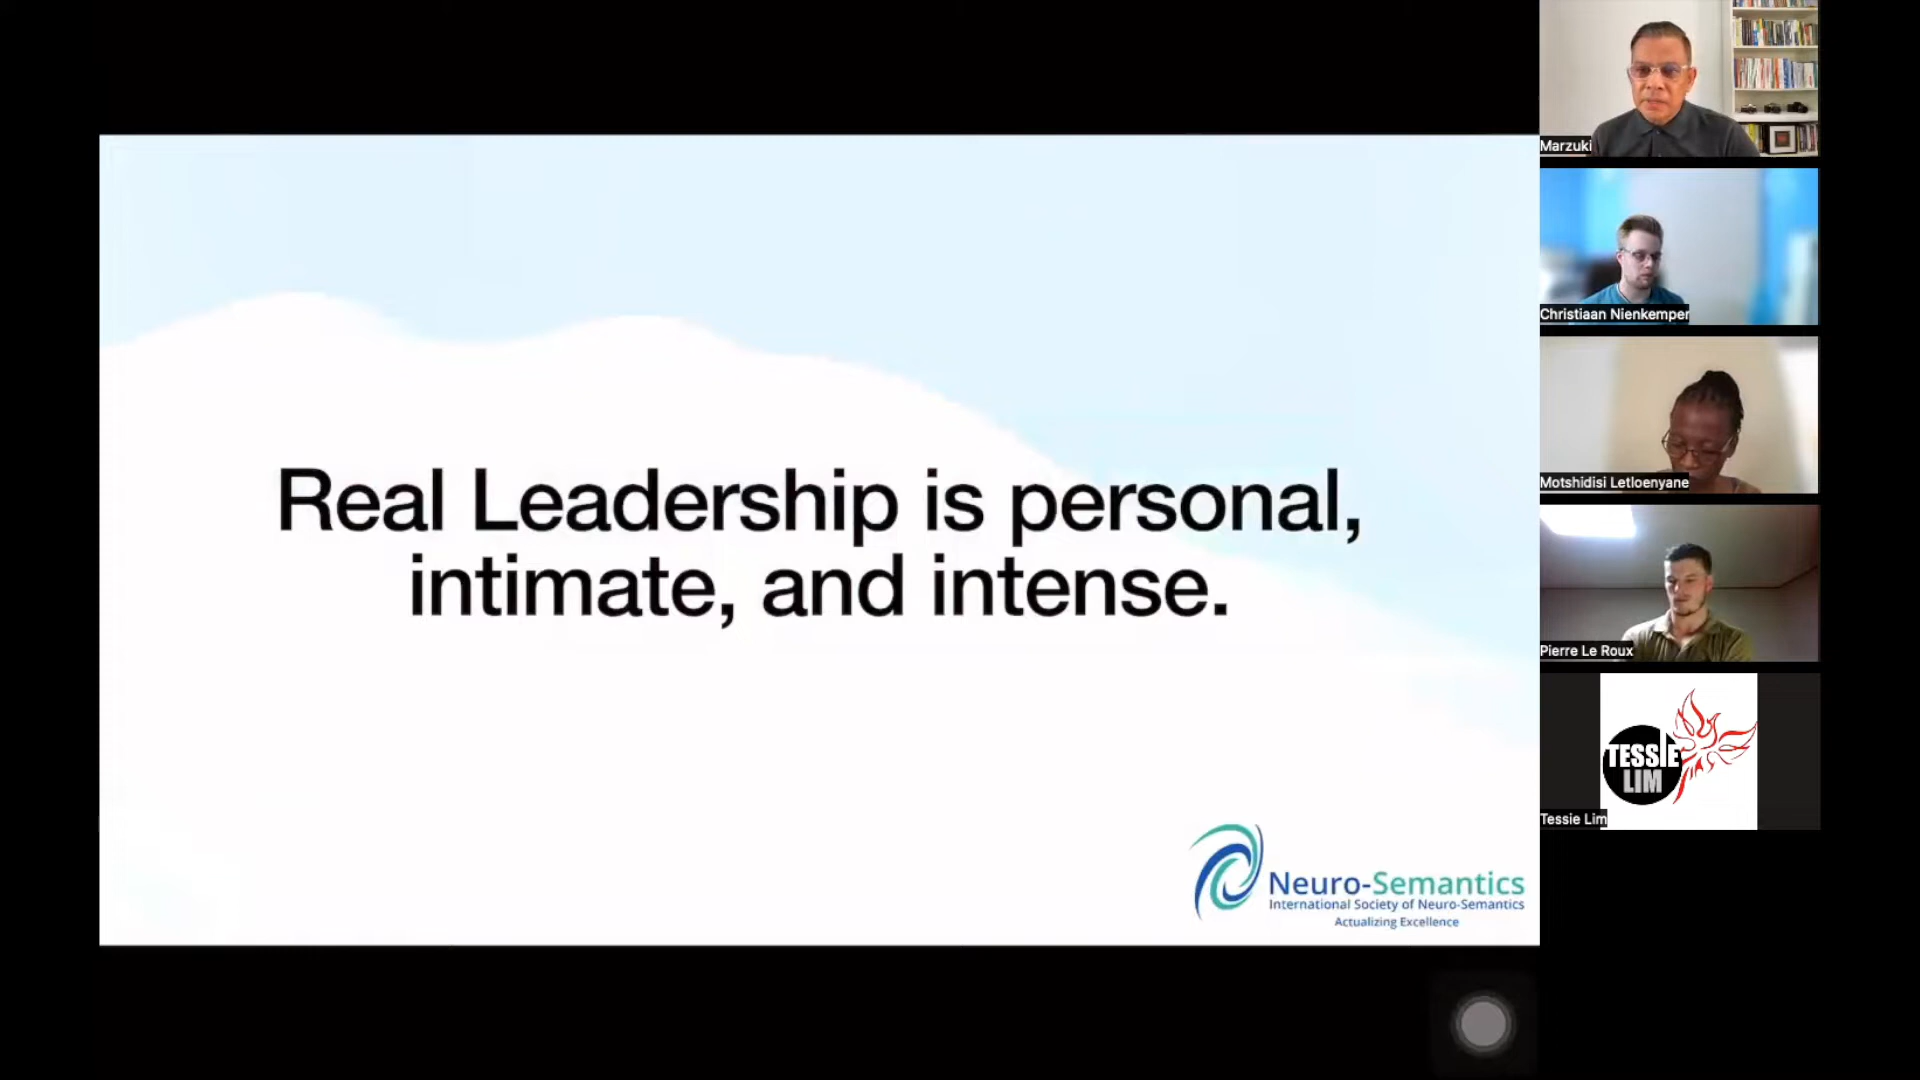 Real Leadership is personal,
intimate, and intense.
Neuro-Semantics
International Society of Neuro-Semantics
Actualizing Excellence
Marzuki
Christiaan Nienkemper
Motshidisi Letloenyane
Pierre Le Roux
TESSIE
LIM
Tessie Lim